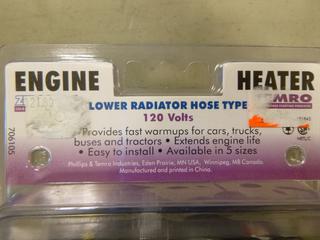 ENGINE HEATER
LOWER RADIATOR HOSE TYPE
120 Volts
Provides fast warmups for cars, trucks,
buses and tractors • Extends engine life
• Easy to install • Available in 5 sizes
Phillips & Temro Industries, Eden Prairie, MN USA, Winnipeg, MB Canada
Manufactured and printed in China.
706105